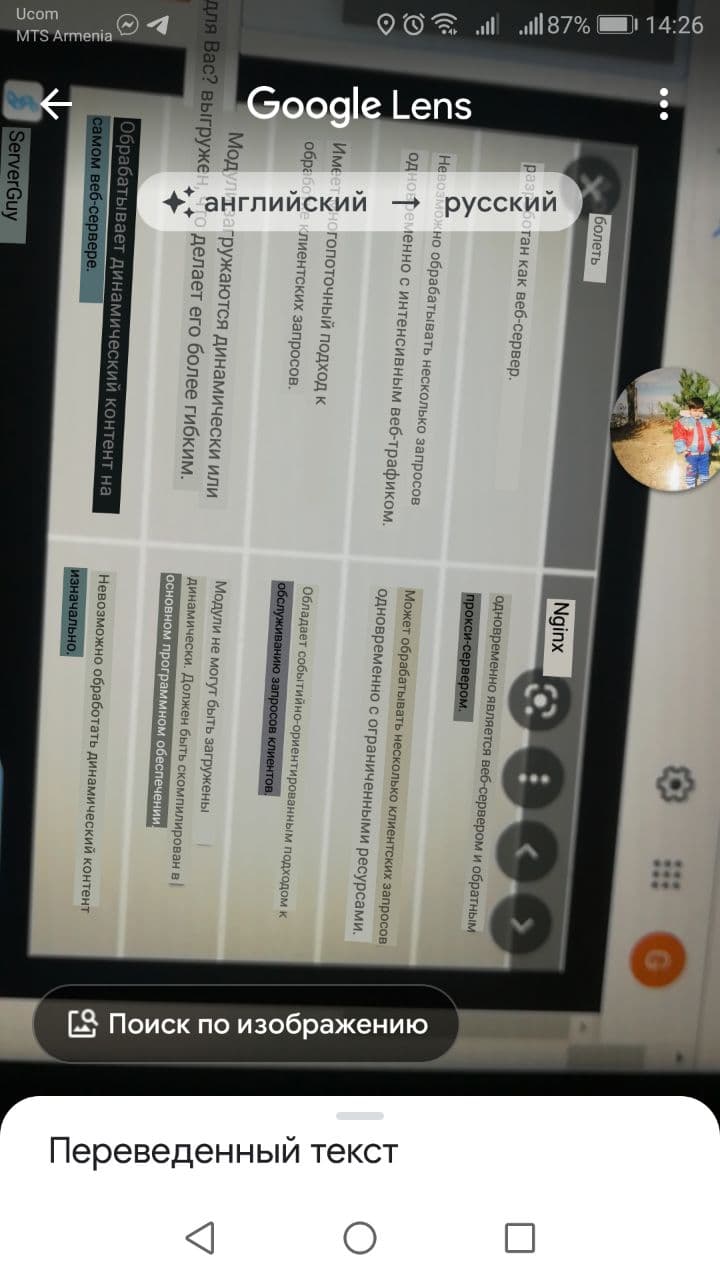 14:26
87%
Ucom
MTS Armenia
Google Lens
английский → русский
G
болеть
Nginx
разработан как веб-сервер.
одновременно является веб-сервером и обратным
прокси-сервером.
Невозможно обрабатывать несколько запросов
одновременно с интенсивным веб-трафиком.
Может обрабатывать несколько клиентских запросов
одновременно с ограниченными ресурсами.
Имеет многопоточный подход к
обработке клиентских запросов.
Обладает событийно-ориентированным подходом к
обслуживанию запросов клиентов.
Модули загружаются динамически или
для Вас? выгружен, что делает его более гибким.
Модули не могут быть загружены
динамически. Должен быть скомпилирован в
основном программном обеспечении.
Обрабатывает динамический контент на
самом веб-сервере.
Невозможно обработать динамический контент
изначально.
ServerGuy
Поиск по изображению
Переведенный текст